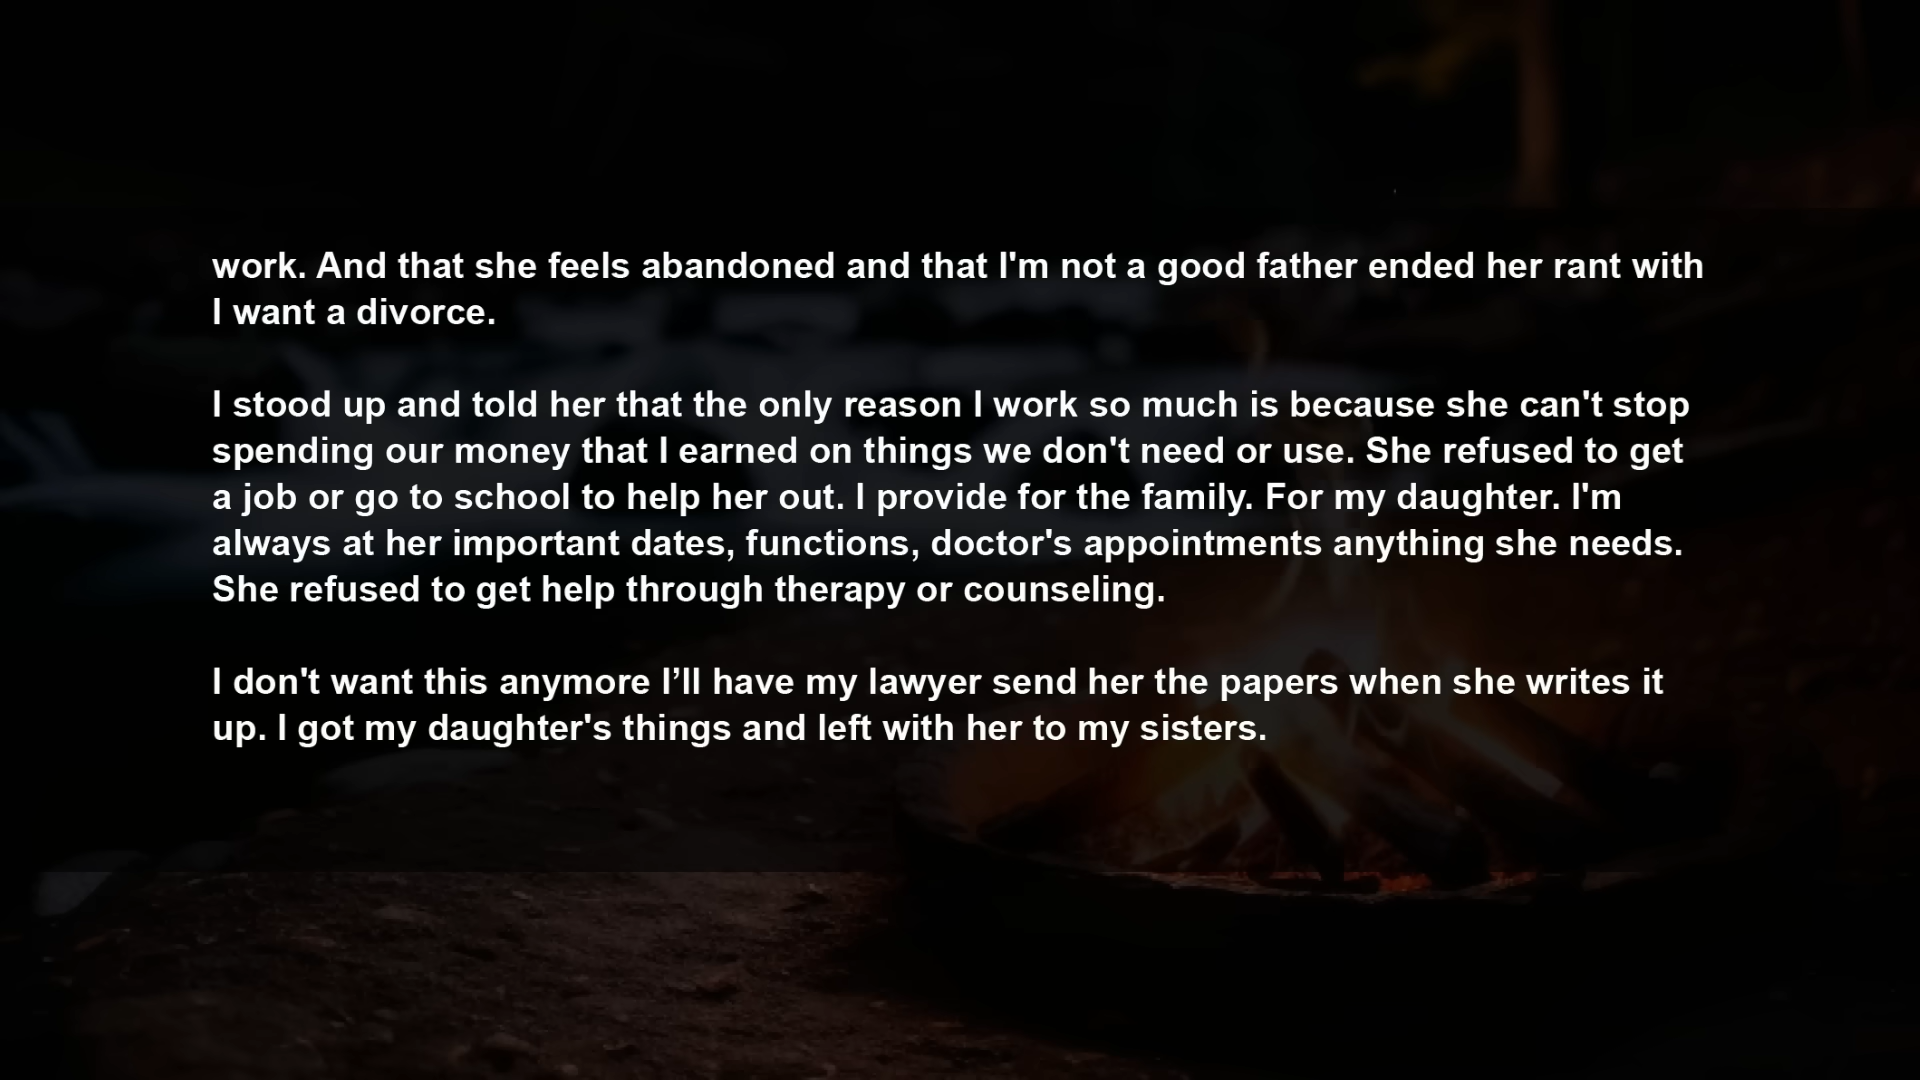 work. And that she feels abandoned and that I'm not a good father ended her rant with
I want a divorce.
I stood up and told her that the only reason I work so much is because she can't stop
spending our money that I earned on things we don't need or use. She refused to get
a job or go to school to help her out. I provide for the family. For my daughter. I'm
always at her important dates, functions, doctor's appointments anything she needs.
She refused to get help through therapy or counseling.
I don't want this anymore I’ll have my lawyer send her the papers when she writes it
up. I got my daughter's things and left with her to my sisters.